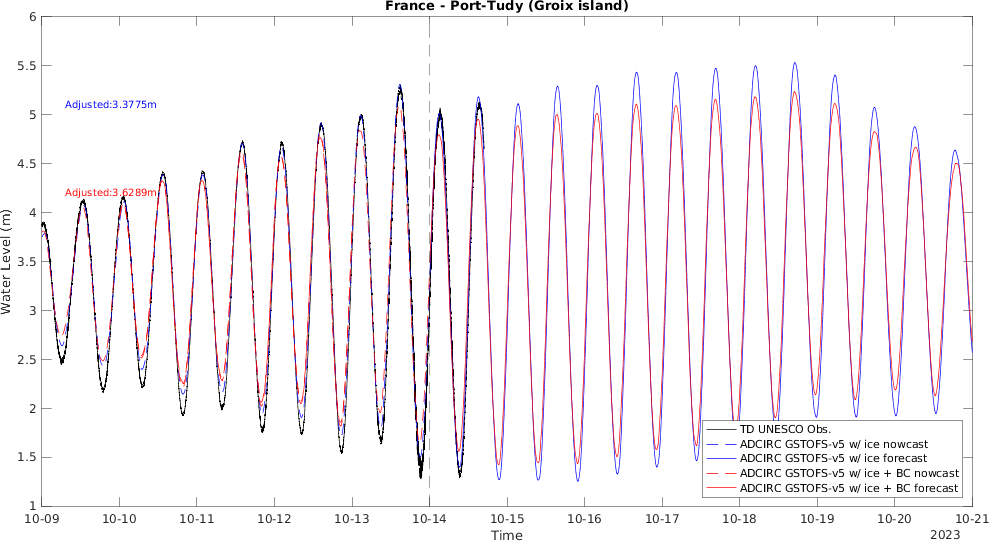 France - Port-Tudy (Groix island)
6
5.5
5
4.5
4
3.5
3
2.5
2
1.5
1
Water Level (m)
Adjusted:3.3775m
Adjusted:3.6289m
TD UNESCO Obs.
ADCIRC GSTOFS-v5 w/ ice nowcast
ADCIRC GSTOFS-v5 w/ ice forecast
ADCIRC GSTOFS-v5 w/ ice + BC nowcast
ADCIRC GSTOFS-v5 w/ ice + BC forecast
10-09 10-10 10-11 10-12 10-13 10-14 10-15 10-16 10-17 10-18 10-19 10-20 10-21
Time
2023